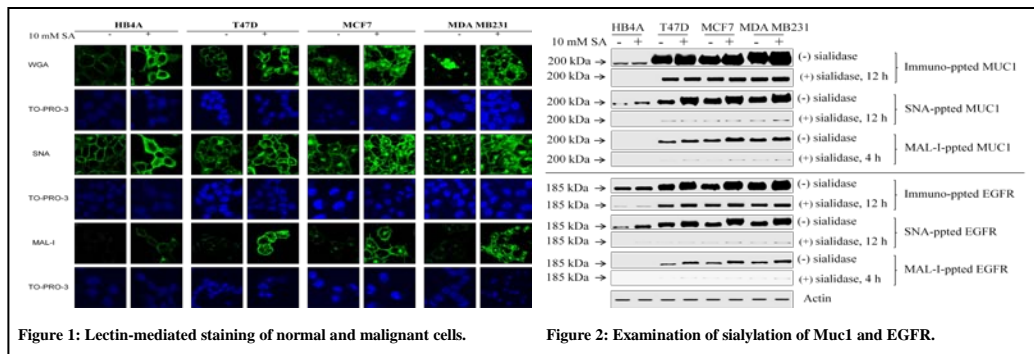 HB4A T47D MCF7 MDA MB231
10 mM SA - + - + - + - +
WGA
TO-PRO-3
SNA
TO-PRO-3
MAL-I
TO-PRO-3
Figure 1: Lectin-mediated staining of normal and malignant cells.
HB4A T47D MCF7 MDA MB231
10 mM SA - + - + - + - +
200 kDa → (-) sialidase
200 kDa → (+) sialidase, 12 h
Immuno-ppted MUC1
200 kDa → (-) sialidase
200 kDa → (+) sialidase, 12 h
SNA-ppted MUC1
200 kDa → (-) sialidase
200 kDa → (+) sialidase, 4 h
MAL-I-ppted MUC1
185 kDa → (-) sialidase
185 kDa → (+) sialidase, 12 h
Immuno-ppted EGFR
185 kDa → (-) sialidase
185 kDa → (+) sialidase, 12 h
SNA-ppted EGFR
185 kDa → (-) sialidase
185 kDa → (+) sialidase, 4 h
MAL-I-ppted EGFR
Actin
Figure 2: Examination of sialylation of Muc1 and EGFR.